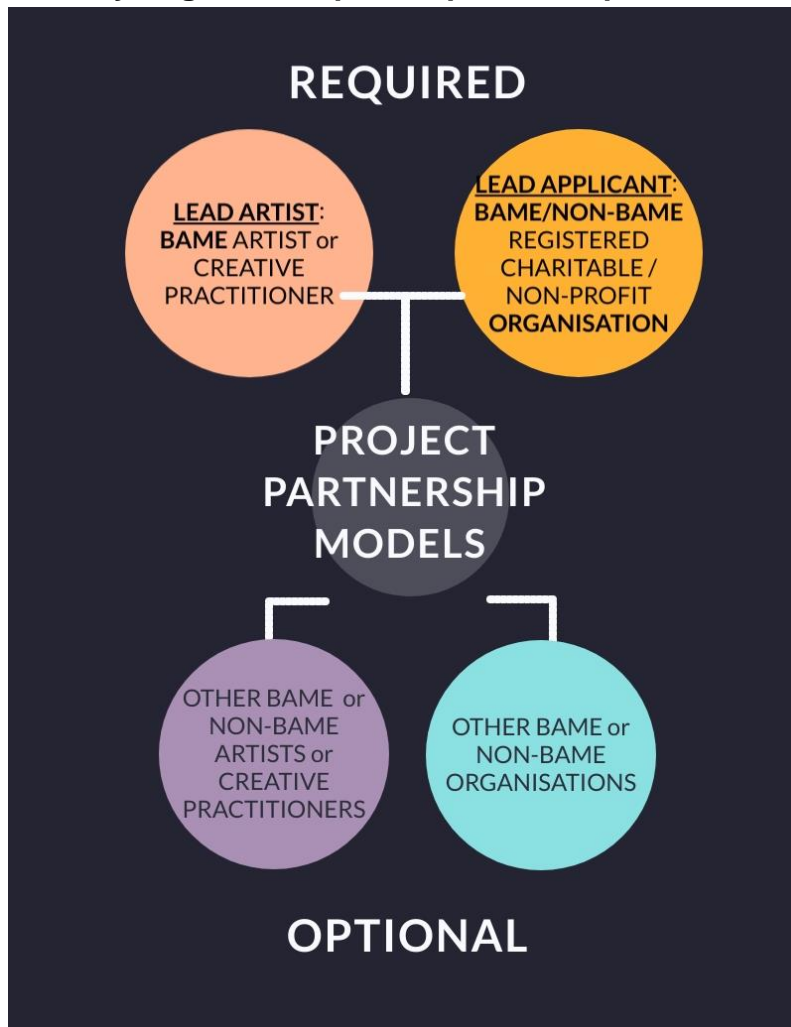 REQUIRED
LEAD ARTIST:
BAME ARTIST or
CREATIVE
PRACTITIONER
LEAD APPLICANT:
BAME/NON-BAME
REGISTERED
CHARITABLE /
NON-PROFIT
ORGANISATION
PROJECT
PARTNERSHIP
MODELS
OTHER BAME or
NON-BAME
ARTISTS or
CREATIVE
PRACTITIONERS
OTHER BAME or
NON-BAME
ORGANISATIONS
OPTIONAL